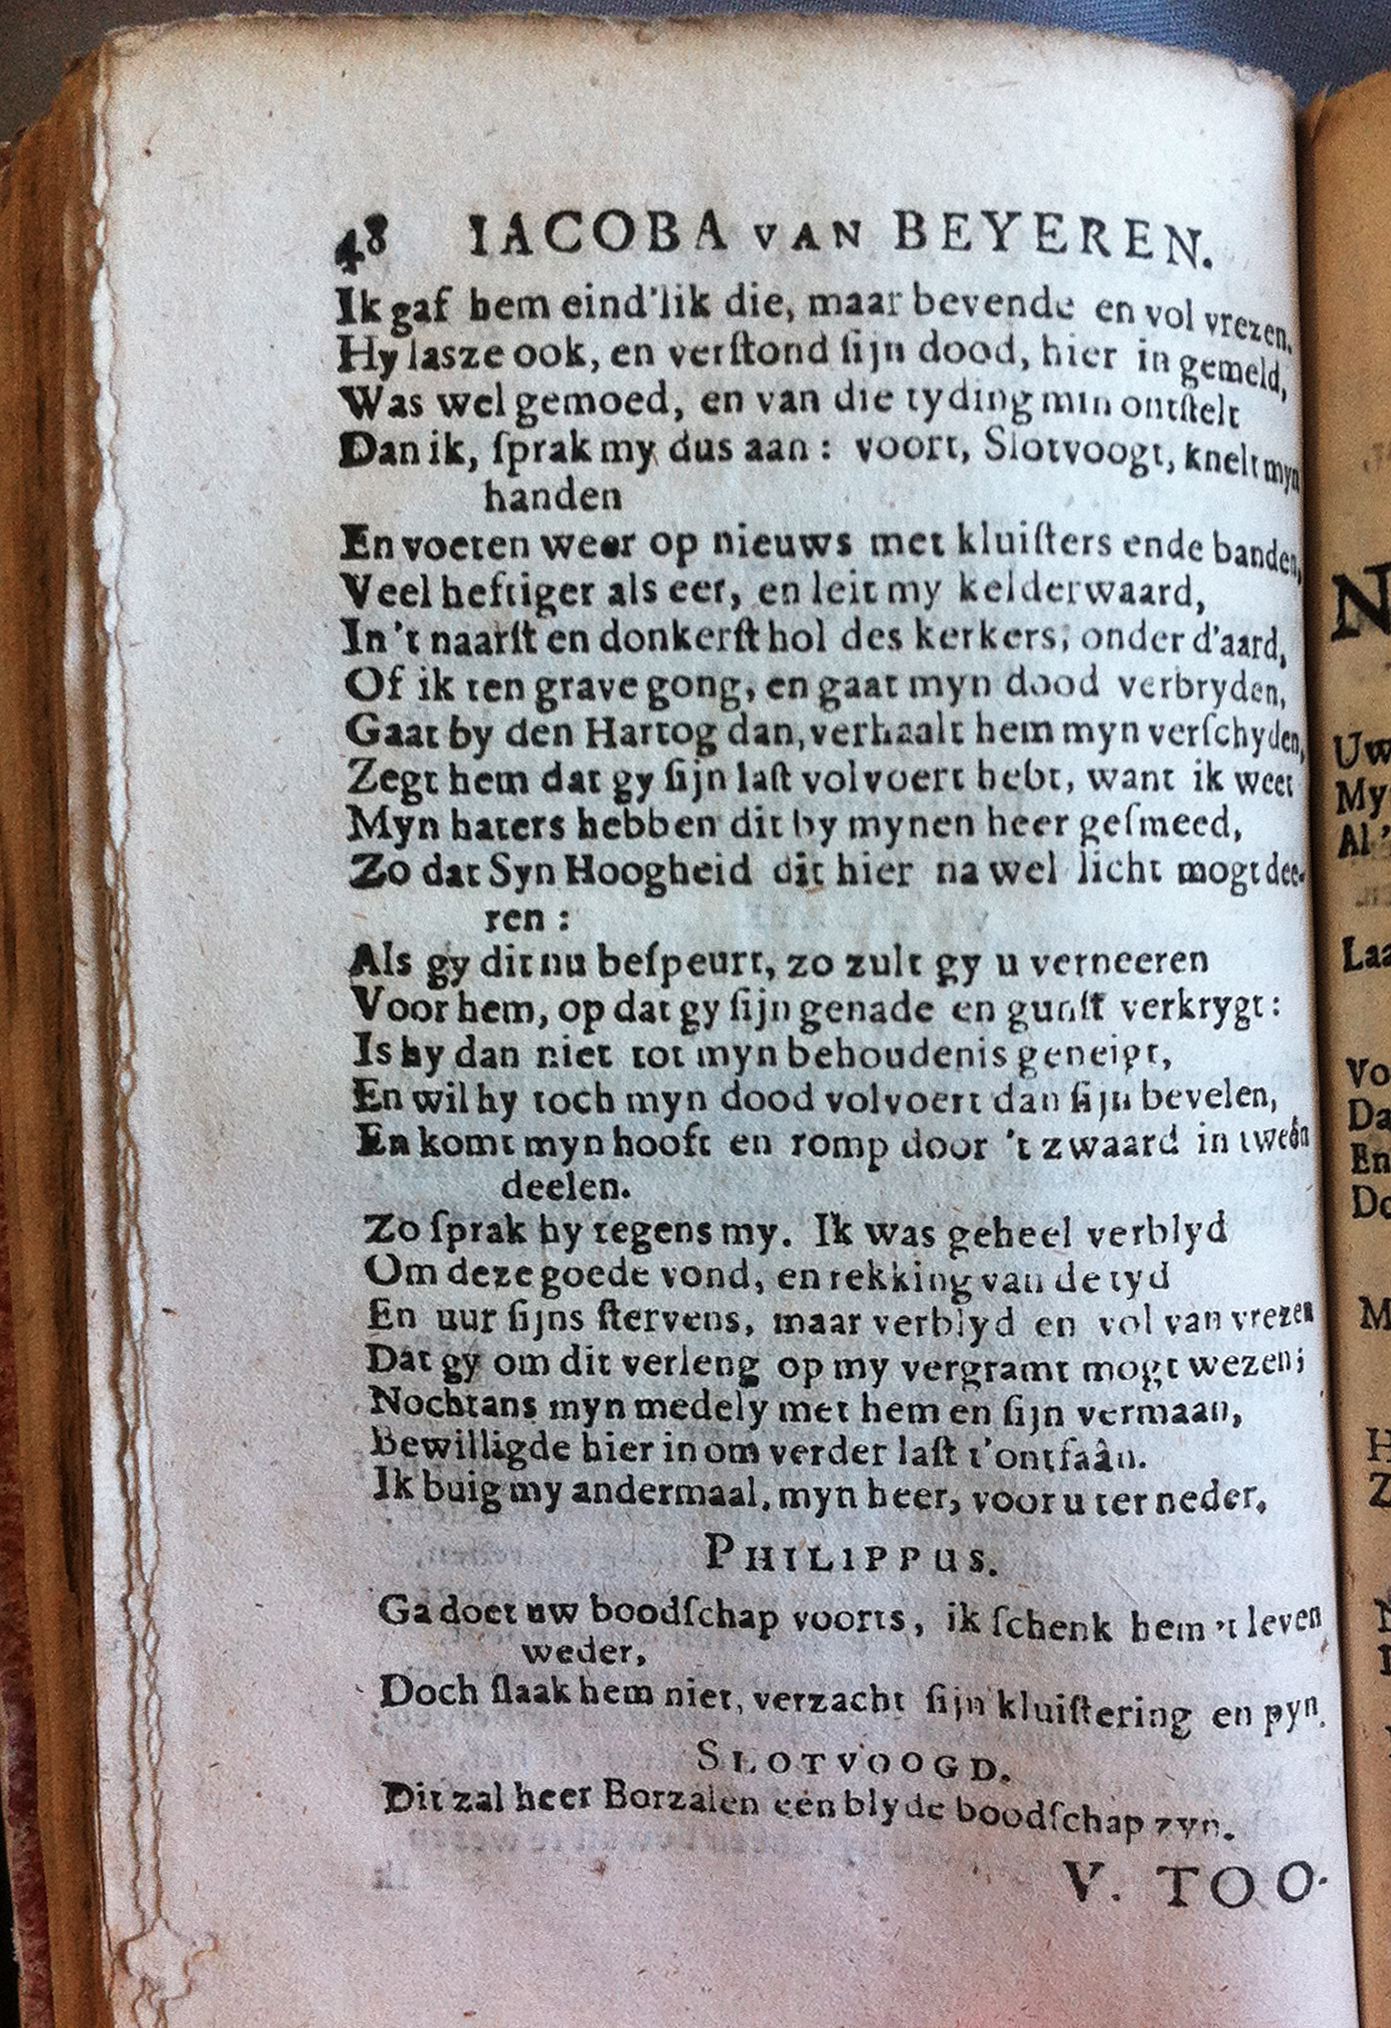 48 IACOBA VAN BEYEREN.
Ik gaf hem eind'lik die, maar bevende en vol vrezen.
Hy lasze ook, en verſtond ſijn dood, hier in gemeld,
Was wel gemoed, en van die tyding min ontſtelt
Dan ik, ſprak my dus aan: voort, Slotvoogt, knelt myn
handen
En voeten weer op nieuws met kluiſters ende banden,
Veel heftiger als eer, en leit my kelderwaard,
In 't naarſt en donkerſt hol des kerkers, onder d'aard,
Of ik ten grave gong, en gaat myn dood verbryden,
Gaat by den Hartog dan, verhaalt hem myn verſchyden,
Zegt hem dat gy ſijn laſt volvoert hebt, want ik weet
Myn haters hebben dit by mynen heer geſmeed,
Zo dat Syn Hoogheid dit hier na wel licht mogt dee-
ren:
Als gy dit nu beſpeurt, zo zult gy u verneeren
Voor hem, op dat gy ſijn genade en gunſt verkrygt:
Is hy dan niet tot myn behoudenis geneigt,
En wil hy toch myn dood volvoert dan ſijn bevelen,
En komt myn hooft en romp door 't zwaard in tweên
deelen.
Zo ſprak hy tegens my. Ik was geheel verblyd
Om deze goede vond, en rekking van de tyd
En uur ſijns ſtervens, maar verblyd en vol van vrezen
Dat gy om dit verleng op my vergramt mogt wezen;
Nochtans myn medely met hem en ſijn vermaan,
Bewilligde hier in om verder laſt t'ontfaân.
Ik buig my andermaal, myn heer, voor u ter neder.
PHILIPPUS.
Ga doet uw boodſchap voorts, ik ſchenk hem 't leven
weder,
Doch ſlaak hem niet, verzacht ſijn kluiſtering en pyn.
SLOTVOOGD.
Dit zal heer Borzalen een blyde boodſchap zyn.
V. TOO-
N
Uw
My
Al
Laa
Vo
Da
En
Do
M
H
Z